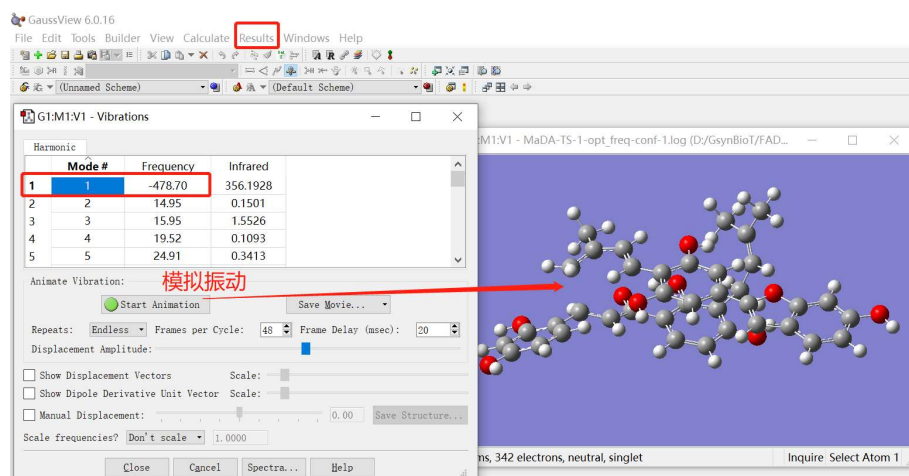 GaussView 6.0.16
File Edit Tools Builder View Calculate Results Windows Help
(Unnamed Scheme) (Default Scheme)
G1:M1:V1 - Vibrations
:M1:V1 - MaDA-TS-1-opt_freq-conf-1.log (D:/GsynBioT/FAD...
Harmonic
Mode # Frequency Infrared
1 1 -478.70 356.1928
2 2 14.95 0.1501
3 3 15.95 1.5526
4 4 19.52 0.1093
5 5 24.91 0.3413
Animate Vibration:
模拟振动
Start Animation Save Movie...
Repeats: Endless Frames per Cycle: 48 Frame Delay (msec): 20
Displacement Amplitude:
Show Displacement Vectors Scale:
Show Dipole Derivative Unit Vector Scale:
Manual Displacement: 0.00 Save Structure...
Scale frequencies? Don't scale 1.0000
Close Cancel Spectra... Help
ms, 342 electrons, neutral, singlet Inquire Select Atom 1